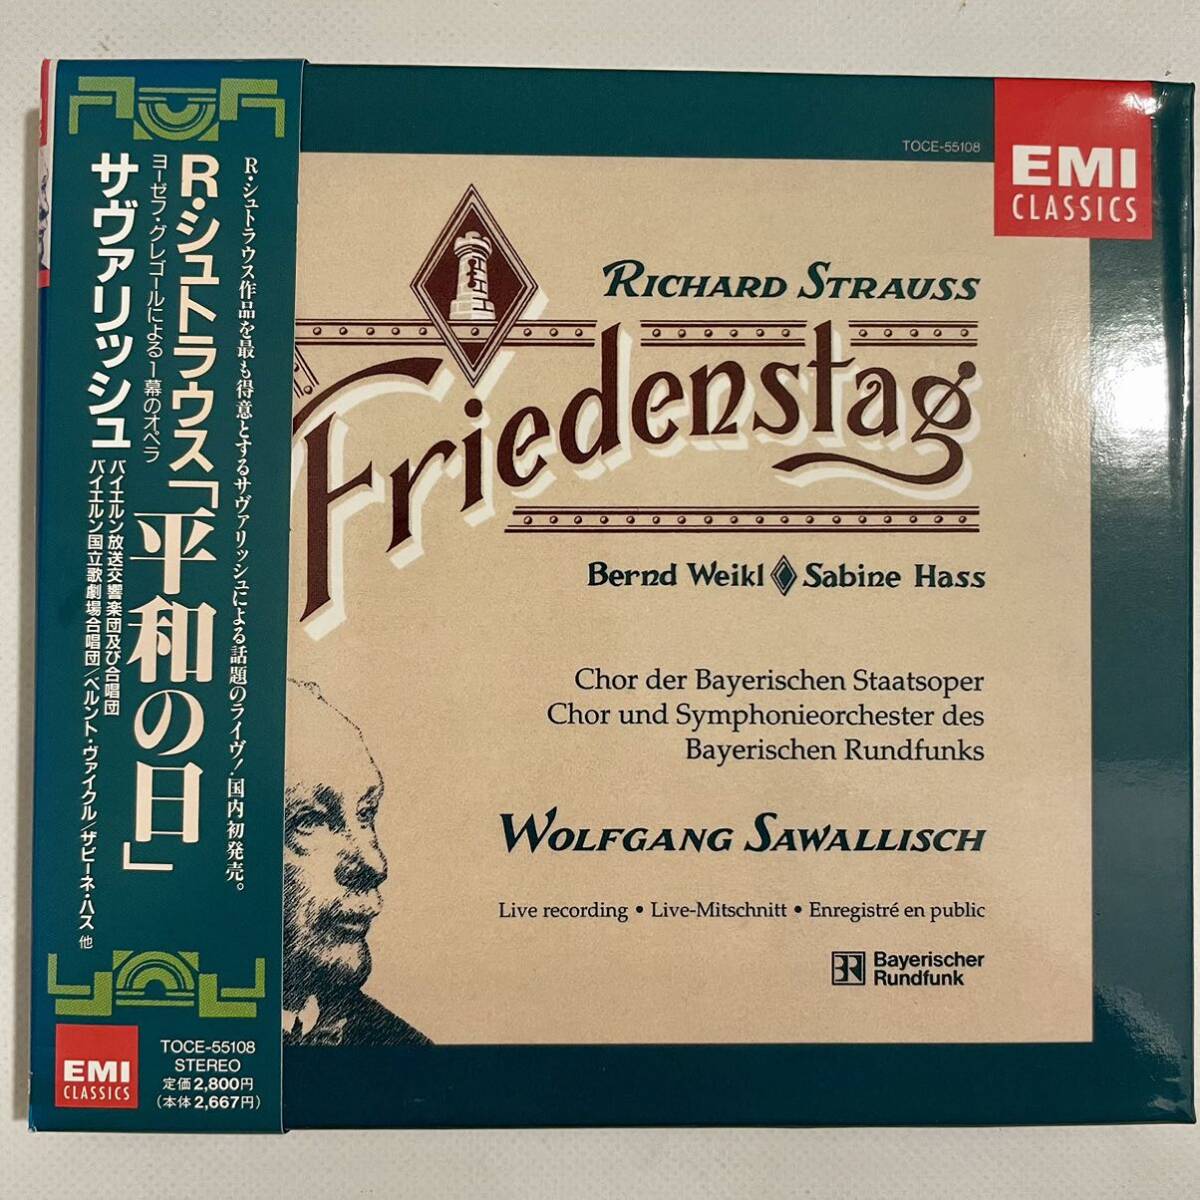 R・シュトラウス作品を最も得意とするサヴァリッシュによる話題のライヴ!国内初発売。
R・シュトラウス「平和の日」
ヨーゼフ・グレゴールによる1幕のオペラ
サヴァリッシュ
バイエルン放送交響楽団及び合唱団
バイエルン国立歌劇場合唱団/ベルント・ヴァイクル/ザビーネ・ハス 他
EMI
CLASSICS
TOCE-55108
STEREO
定価2,800円
(本体2,667円)
TOCE-55108
EMI
CLASSICS
RICHARD STRAUSS
Friedenstag
Bernd Weikl Sabine Hass
Chor der Bayerischen Staatsoper
Chor und Symphonieorchester des
Bayerischen Rundfunks
WOLFGANG SAWALLISCH
Live recording • Live-Mitschnitt • Enregistré en public
Bayerischer
Rundfunk